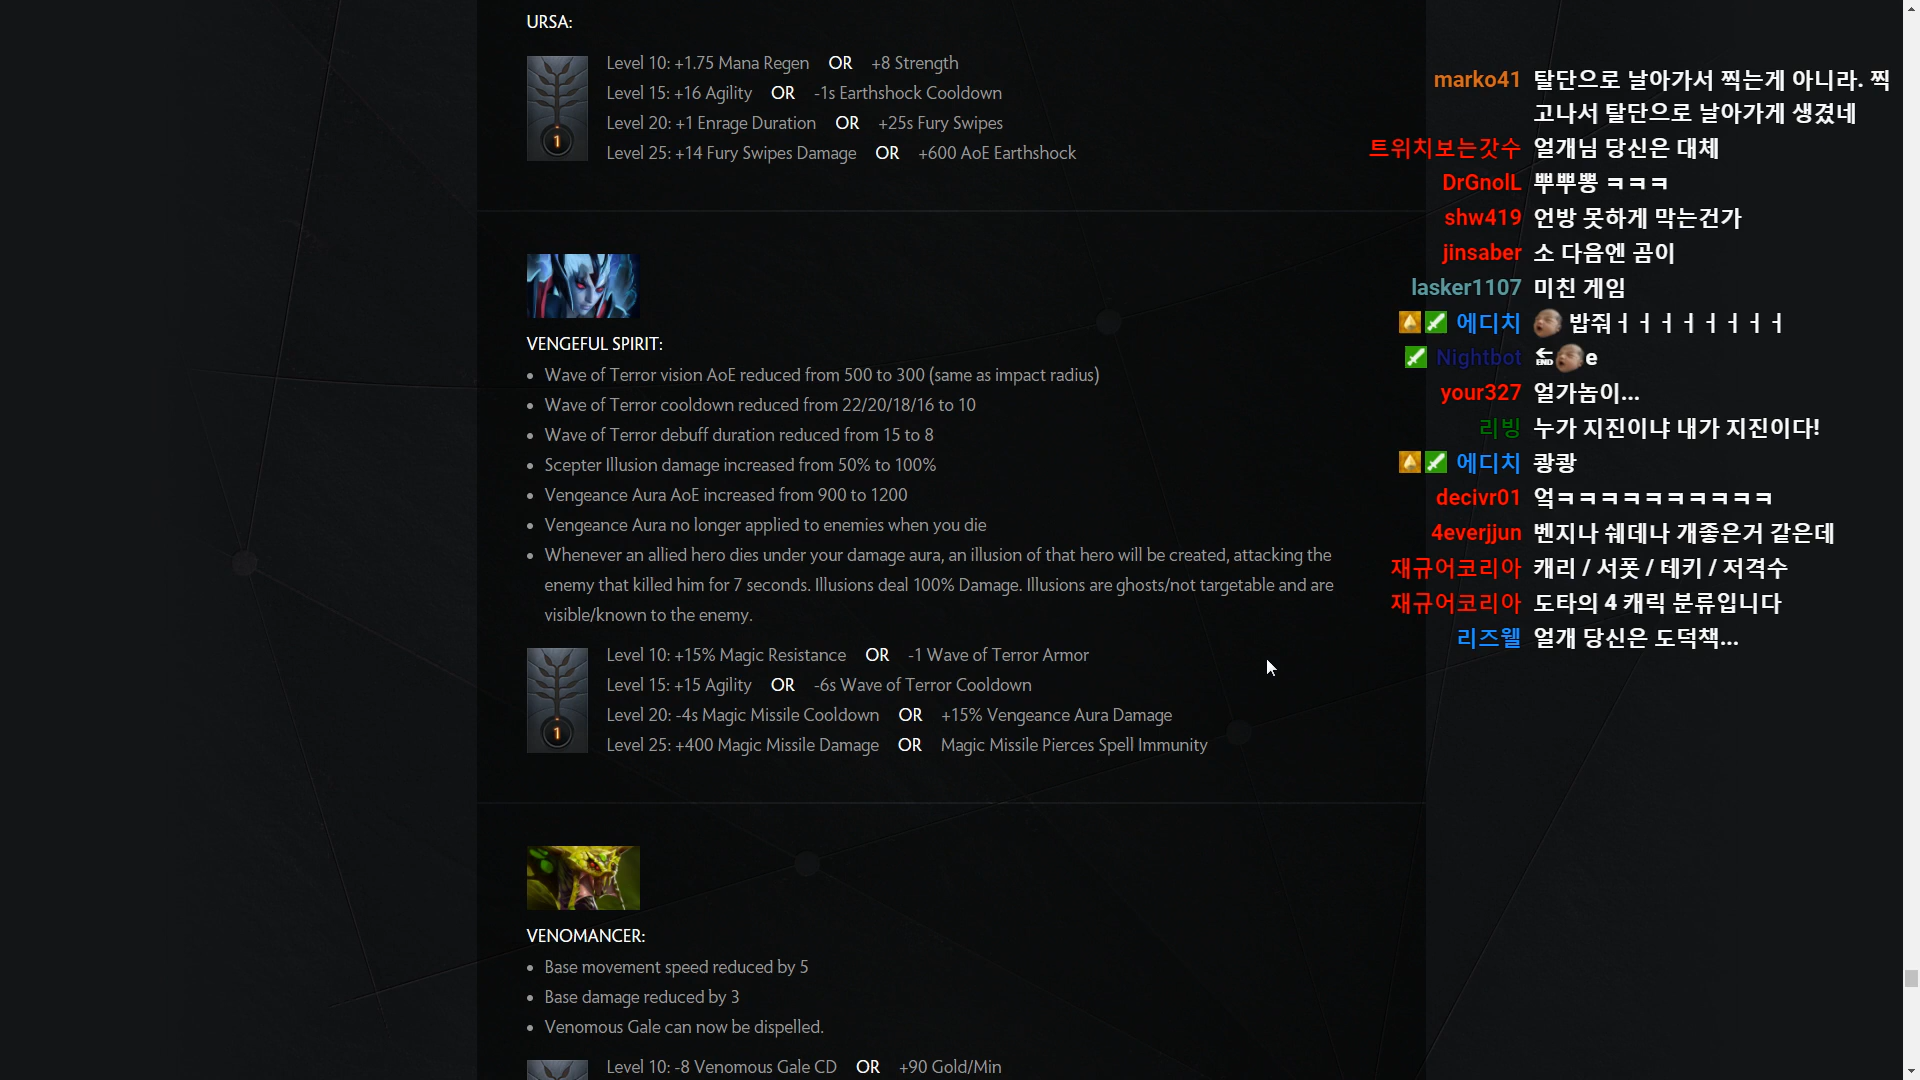 URSA:
Level 10: +1.75 Mana Regen OR +8 Strength
Level 15: +16 Agility OR -1s Earthshock Cooldown
Level 20: +1 Enrage Duration OR +25s Fury Swipes
Level 25: +14 Fury Swipes Damage OR +600 AoE Earthshock
1
VENGEFUL SPIRIT:
• Wave of Terror vision AoE reduced from 500 to 300 (same as impact radius)
• Wave of Terror cooldown reduced from 22/20/18/16 to 10
• Wave of Terror debuff duration reduced from 15 to 8
• Scepter Illusion damage increased from 50% to 100%
• Vengeance Aura AoE increased from 900 to 1200
• Vengeance Aura no longer applied to enemies when you die
• Whenever an allied hero dies under your damage aura, an illusion of that hero will be created, attacking the
enemy that killed him for 7 seconds. Illusions deal 100% Damage. Illusions are ghosts/not targetable and are
visible/known to the enemy.
Level 10: +15% Magic Resistance OR -1 Wave of Terror Armor
Level 15: +15 Agility OR -6s Wave of Terror Cooldown
Level 20: -4s Magic Missile Cooldown OR +15% Vengeance Aura Damage
Level 25: +400 Magic Missile Damage OR Magic Missile Pierces Spell Immunity
1
VENOMANCER:
• Base movement speed reduced by 5
• Base damage reduced by 3
• Venomous Gale can now be dispelled.
Level 10: -8 Venomous Gale CD OR +90 Gold/Min
marko41 탈단으로 날아가서 찍는게 아니라. 찍
고나서 탈단으로 날아가게 생겼네
트위치보는갓수 얼개님 당신은 대체
DrGnolL 뿌뿌뽕 ㅋㅋㅋ
shw419 언방 못하게 막는건가
jinsaber 소 다음엔 곰이
lasker1107 미친 게임
에디치 밥줘ㅓㅓㅓㅓㅓㅓㅓㅓ
Nightbot 🔚e
your327 얼가놈이...
리빙 누가 지진이냐 내가 지진이다!
에디치 쾅쾅
decivr01 엌ㅋㅋㅋㅋㅋㅋㅋㅋㅋㅋ
4everjjun 벤지나 쉐데나 개좋은거 같은데
재규어코리아 캐리 / 서폿 / 테키 / 저격수
재규어코리아 도타의 4 캐릭 분류입니다
리즈웰 얼개 당신은 도덕책...